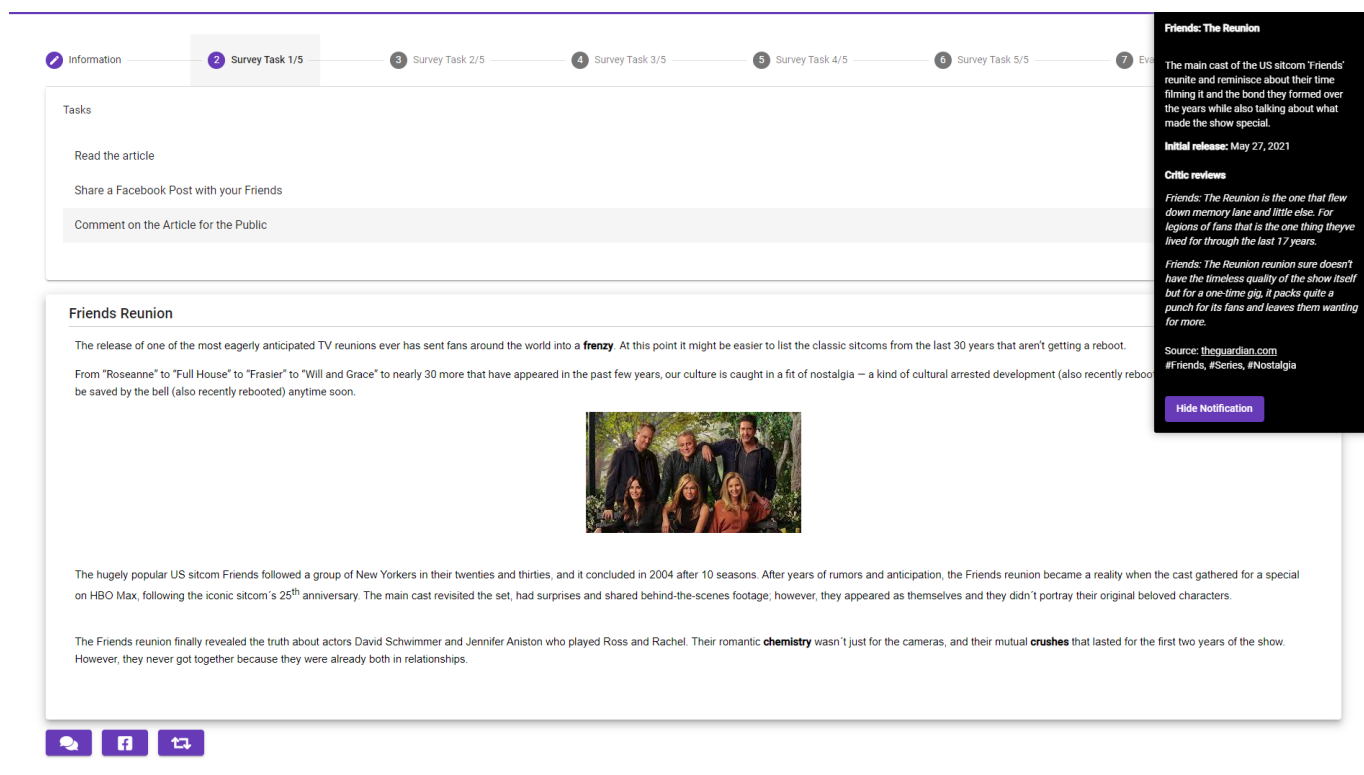 Information
2 Survey Task 1/5
3 Survey Task 2/5
4 Survey Task 3/5
5 Survey Task 4/5
6 Survey Task 5/5
7
Tasks
Read the article
Share a Facebook Post with your Friends
Comment on the Article for the Public
Friends Reunion
The release of one of the most eagerly anticipated TV reunions ever has sent fans around the world into a frenzy. At this point it might be easier to list the classic sitcoms from the last 30 years that aren't getting a reboot.
From “Roseanne” to “Full House” to “Frasier” to “Will and Grace” to nearly 30 more that have appeared in the past few years, our culture is caught in a fit of nostalgia — a kind of cultural arrested development (also recently
be saved by the bell (also recently rebooted) anytime soon.
The hugely popular US sitcom Friends followed a group of New Yorkers in their twenties and thirties, and it concluded in 2004 after 10 seasons. After years of rumors and anticipation, the Friends reunion became a reality when the cast gathered for a special
on HBO Max, following the iconic sitcom´s 25th anniversary. The main cast revisited the set, had surprises and shared behind-the-scenes footage; however, they appeared as themselves and they didn´t portray their original beloved characters.
The Friends reunion finally revealed the truth about actors David Schwimmer and Jennifer Aniston who played Ross and Rachel. Their romantic chemistry wasn´t just for the cameras, and their mutual crushes that lasted for the first two years of the show.
However, they never got together because they were already both in relationships.
Friends: The Reunion
The main cast of the US sitcom 'Friends'
reunite and reminisce about their time
filming it and the bond they formed over
the years while also talking about what
made the show special.
Initial release: May 27, 2021
Critic reviews
Friends: The Reunion is the one that flew
down memory lane and little else. For
legions of fans that is the one thing theyve
lived for through the last 17 years.
Friends: The Reunion reunion sure doesn't
have the timeless quality of the show itself
but for a one-time gig, it packs quite a
punch for its fans and leaves them wanting
for more.
Source: theguardian.com
#Friends, #Series, #Nostalgia
Hide Notification